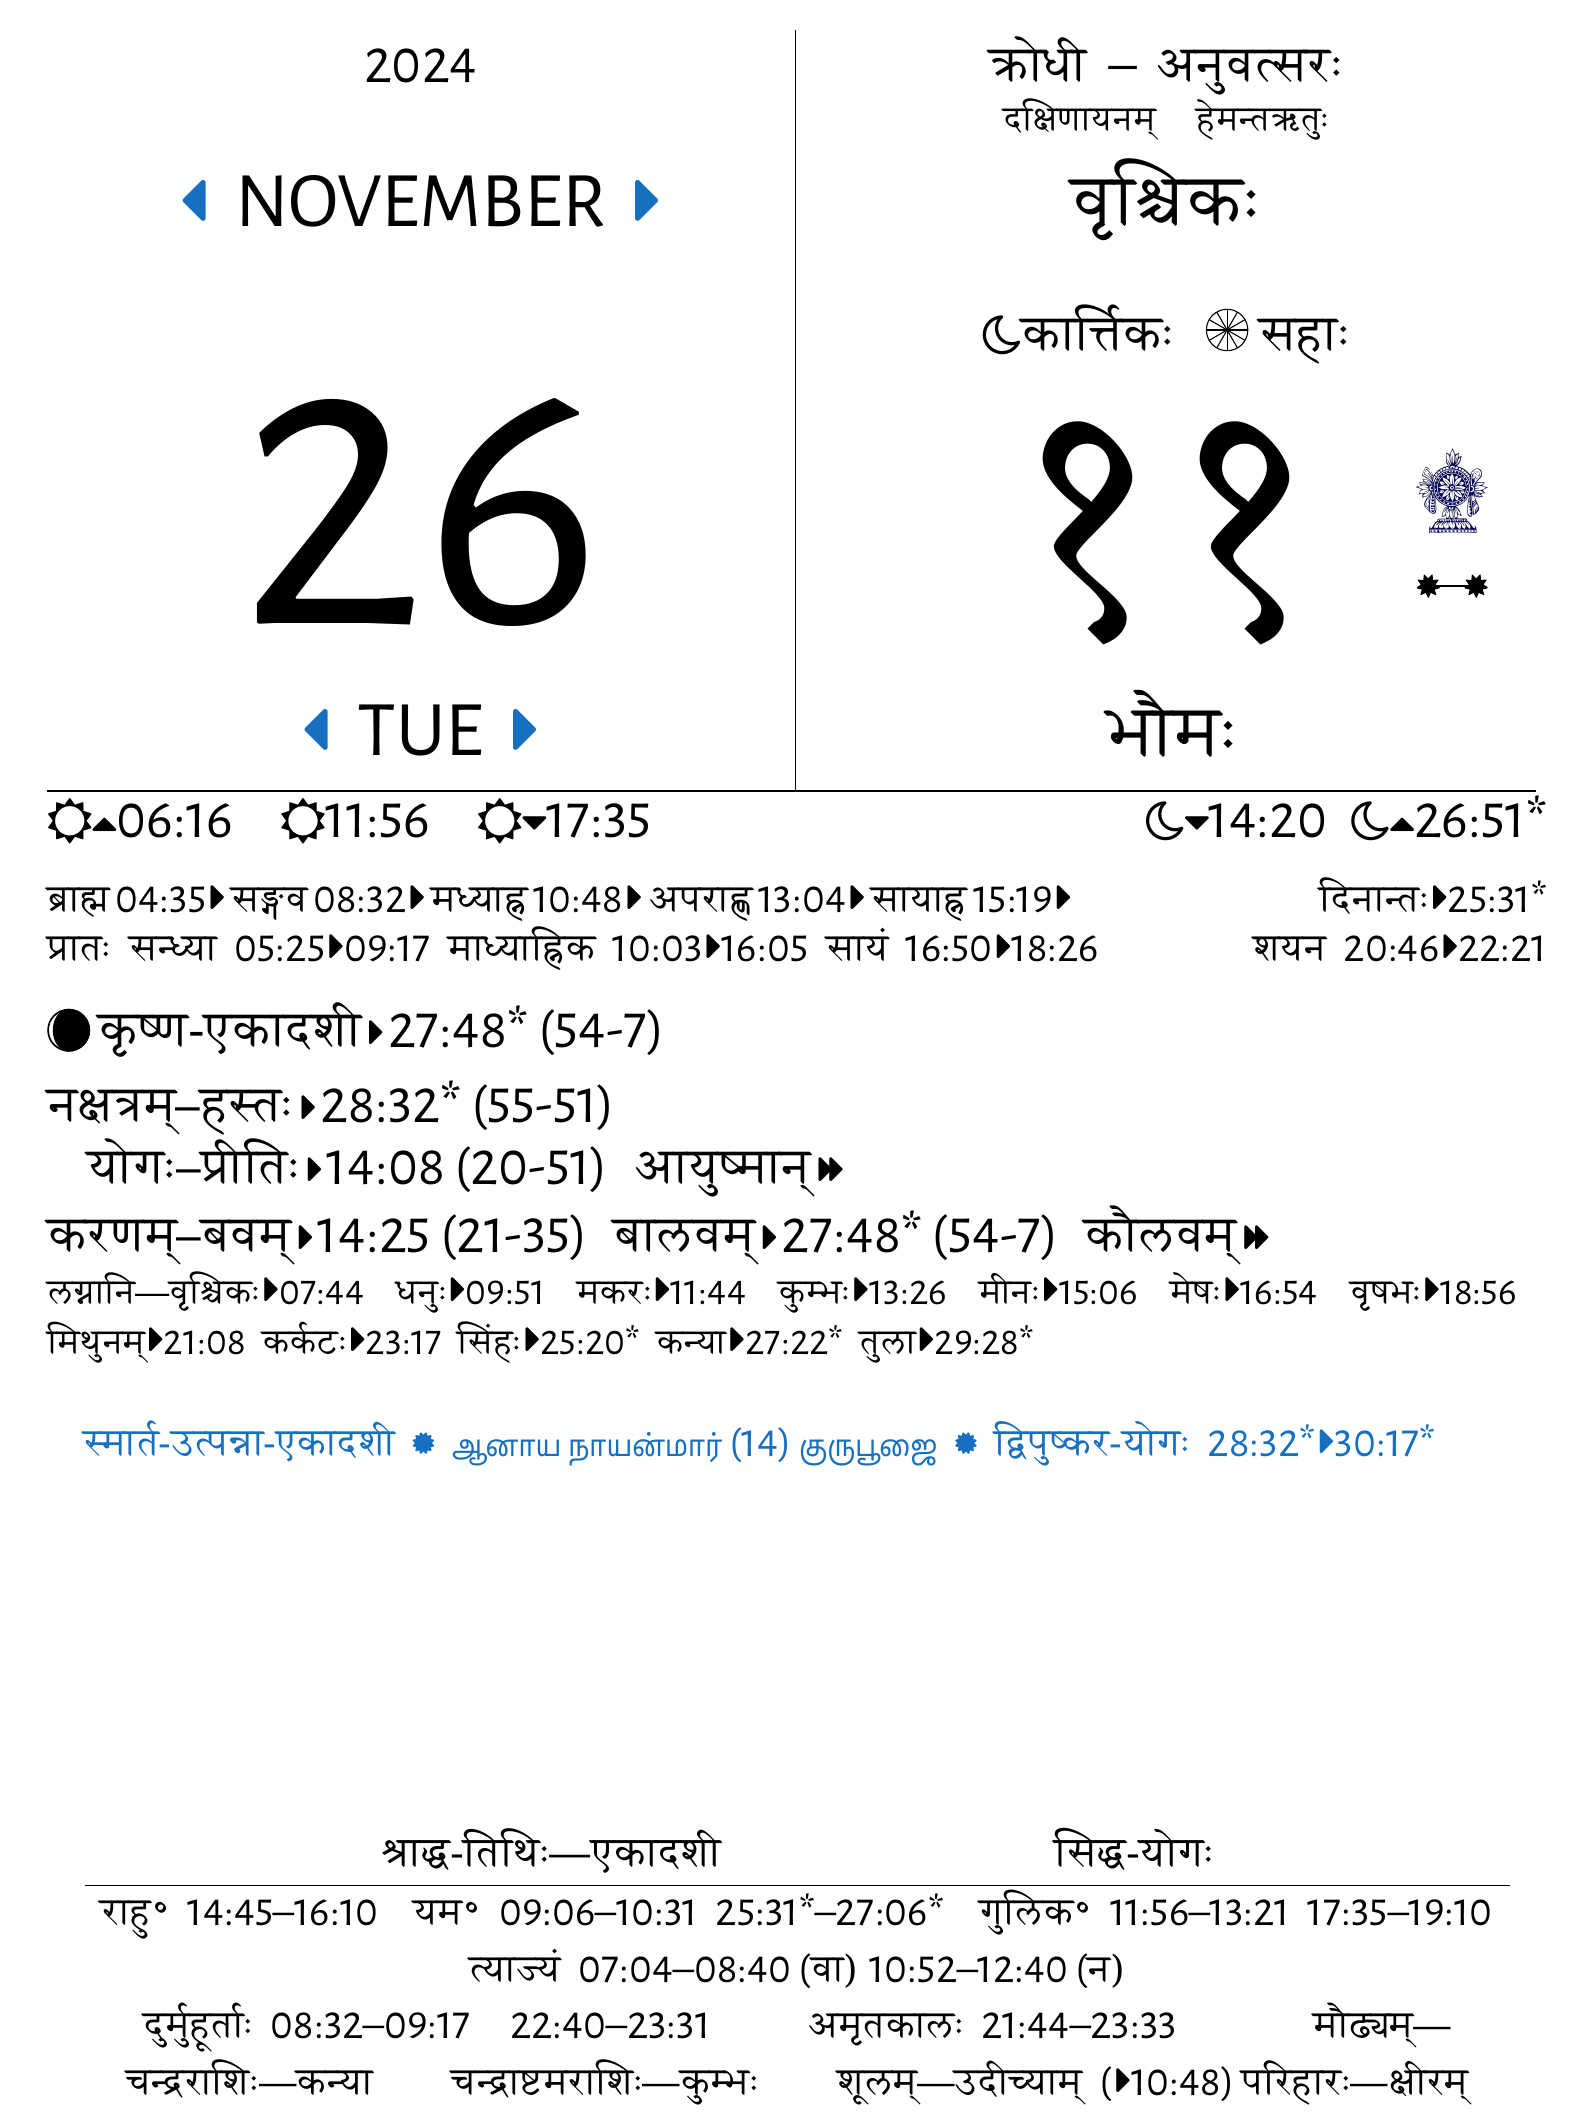 2024
NOVEMBER
26
TUE
क्रोधी – अनुवत्सरः
दक्षिणायनम् हेमन्तऋतुः
वृश्चिकः
कार्त्तिकः सहाः
११
भौमः
06:16 11:56 17:35 14:20 26:51*
ब्राह्म 04:35 सङ्गव 08:32 मध्याह्न 10:48 अपराह्ण 13:04 सायाह्न 15:19 दिनान्तः 25:31*
प्रातः सन्ध्या 05:25 09:17 माध्याह्निक 10:03 16:05 सायं 16:50 18:26 शयन 20:46 22:21
कृष्ण-एकादशी 27:48* (54-7)
नक्षत्रम्–हस्तः 28:32* (55-51)
योगः–प्रीतिः 14:08 (20-51) आयुष्मान्
करणम्–बवम् 14:25 (21-35) बालवम् 27:48* (54-7) कौलवम्
लग्नानि—वृश्चिकः 07:44 धनुः 09:51 मकरः 11:44 कुम्भः 13:26 मीनः 15:06 मेषः 16:54 वृषभः 18:56
मिथुनम् 21:08 कर्कटः 23:17 सिंहः 25:20* कन्या 27:22* तुला 29:28*
स्मार्त-उत्पन्ना-एकादशी ஆனாய நாயன்மார் (14) குருபூஜை द्विपुष्कर-योगः 28:32* 30:17*
श्राद्ध-तिथिः—एकादशी सिद्ध-योगः
राहु॰ 14:45–16:10 यम॰ 09:06–10:31 25:31*–27:06* गुलिक॰ 11:56–13:21 17:35–19:10
त्याज्यं 07:04–08:40 (वा) 10:52–12:40 (न)
दुर्मुहूर्ताः 08:32–09:17 22:40–23:31 अमृतकालः 21:44–23:33 मौढ्यम्—
चन्द्रराशिः—कन्या चन्द्राष्टमराशिः—कुम्भः शूलम्—उदीच्याम् (10:48) परिहारः—क्षीरम्